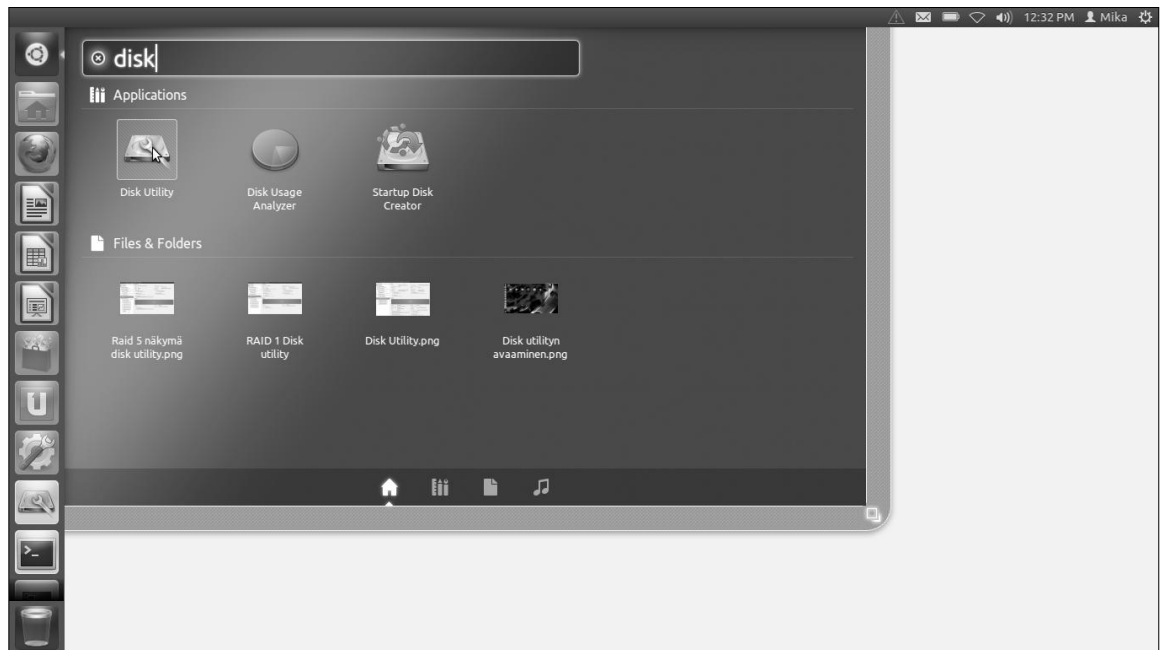 12:32 PM Mika
disk
Applications
Disk Utility
Disk Usage
Analyzer
Startup Disk
Creator
Files & Folders
Raid 5 näkymä
disk utility.png
RAID 1 Disk
utility
Disk Utility.png
Disk utilityn
avaaminen.png